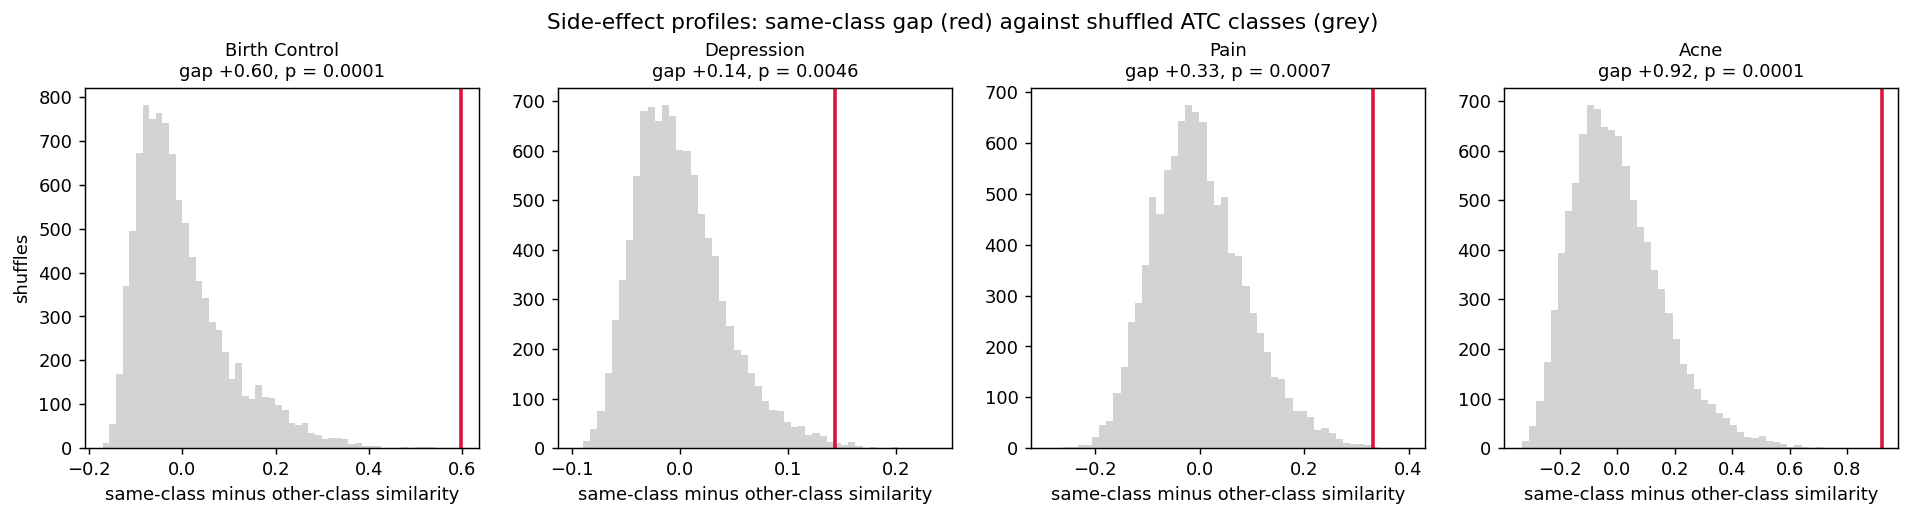 Side-effect profiles: same-class gap (red) against shuffled ATC classes (grey)
Birth Control
gap +0.60, p = 0.0001
Depression
gap +0.14, p = 0.0046
Pain
gap +0.33, p = 0.0007
Acne
gap +0.92, p = 0.0001
shuffles
800
700
600
500
400
300
200
100
0
−0.2 0.0 0.2 0.4 0.6
same-class minus other-class similarity
700
600
500
400
300
200
100
0
−0.1 0.0 0.1 0.2
same-class minus other-class similarity
700
600
500
400
300
200
100
0
−0.2 0.0 0.2 0.4
same-class minus other-class similarity
700
600
500
400
300
200
100
0
−0.2 0.0 0.2 0.4 0.6 0.8
same-class minus other-class similarity